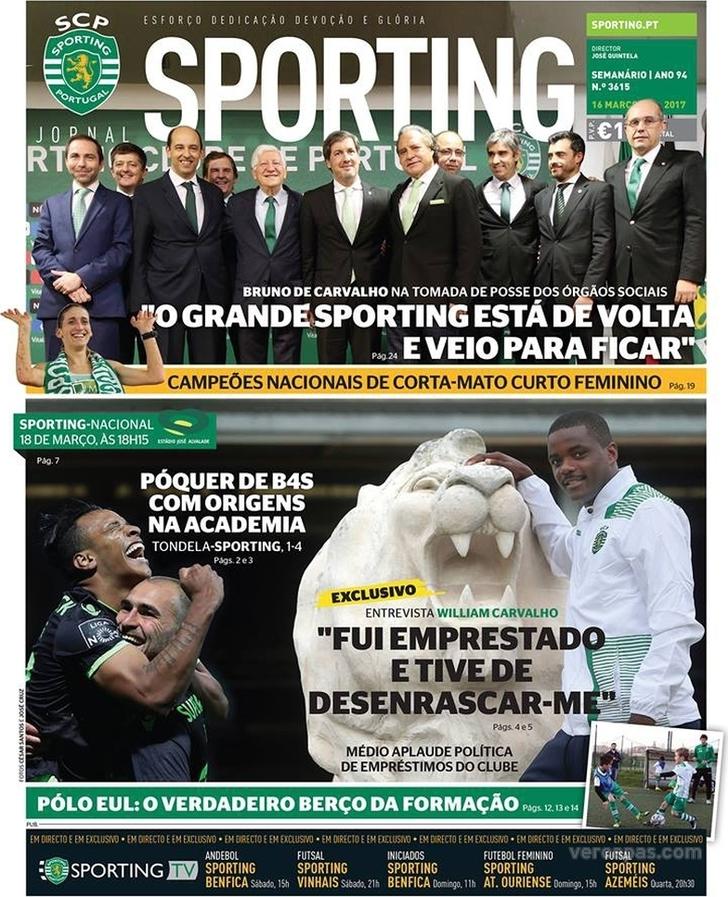 SCP
SPORTING
PORTUGAL
ESFORÇO DEDICAÇÃO DEVOÇÃO E GLÓRIA
JORNAL
SPORTING
SPORTING.PT
DIRECTOR
JOSÉ QUINTELA
SEMANÁRIO | ANO 94
N.º 3615
16 MARÇO 2017
P.V.P. €1
BRUNO DE CARVALHO NA TOMADA DE POSSE DOS ÓRGÃOS SOCIAIS
"O GRANDE SPORTING ESTÁ DE VOLTA
E VEIO PARA FICAR"
Pág.24
CAMPEÕES NACIONAIS DE CORTA-MATO CURTO FEMININO Pág. 19
SPORTING-NACIONAL
18 DE MARÇO, ÀS 18H15
ESTÁDIO JOSÉ ALVALADE
Pág. 7
PÓQUER DE B4S
COM ORIGENS
NA ACADEMIA
TONDELA-SPORTING, 1-4
Págs. 2 e 3
EXCLUSIVO
ENTREVISTA WILLIAM CARVALHO
"FUI EMPRESTADO
E TIVE DE
DESENRASCAR-ME"
Págs. 4 e 5
MÉDIO APLAUDE POLÍTICA
DE EMPRÉSTIMOS DO CLUBE
LIGA
FOTOS CÉSAR SANTOS E JOSÉ CRUZ
PÓLO EUL: O VERDADEIRO BERÇO DA FORMAÇÃO Págs. 12, 13 e 14
PUB.
EM DIRECTO E EM EXCLUSIVO • EM DIRECTO E EM EXCLUSIVO • EM DIRECTO E EM EXCLUSIVO • EM DIRECTO E EM EXCLUSIVO • EM DIRECTO E EM EXCLUSIVO • EM DIRECTO E EM EXCLUSIVO • EM DIRECTO E EM EXCLUSIVO
SPORTING TV
ANDEBOL
SPORTING
BENFICA Sábado, 15h
FUTSAL
SPORTING
VINHAIS Sábado, 21h
INICIADOS
SPORTING
BENFICA Domingo, 11h
FUTEBOL FEMININO
SPORTING
AT. OURIENSE Domingo, 15h
FUTSAL
SPORTING
AZEMÉIS Quarta, 20h30
vercapas.com